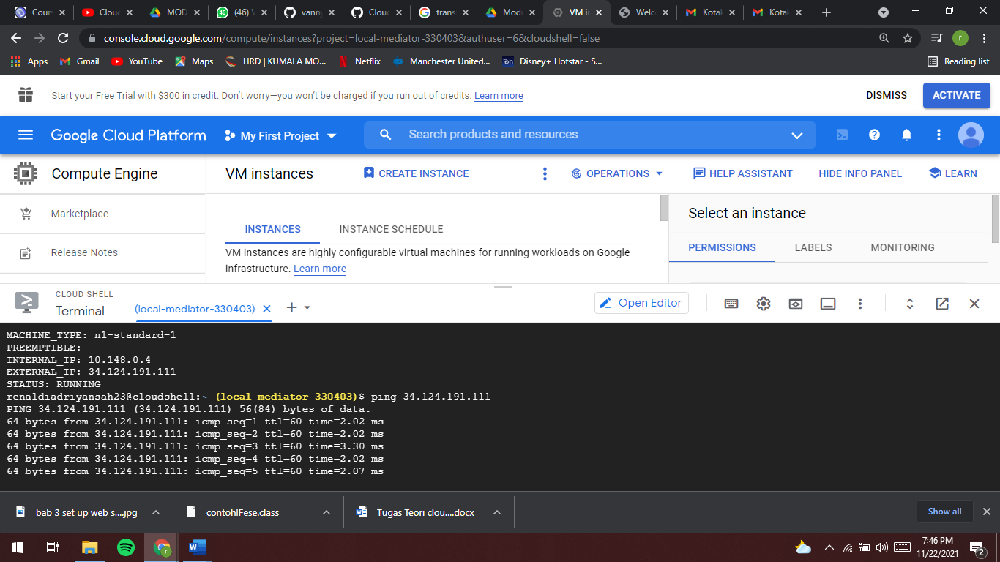 Cours
Clouc
MOD
(46) W
vanny
Clouc
trans
Modu
VM in
Welc
Kotak
Kotak
console.cloud.google.com/compute/instances?project=local-mediator-330403&authuser=6&cloudshell=false
r
Apps
Gmail
YouTube
Maps
HRD | KUMALA MO...
Netflix
Manchester United...
Disney+ Hotstar - S...
Reading list
Start your Free Trial with $300 in credit. Don't worry—you won't be charged if you run out of credits. Learn more
DISMISS
ACTIVATE
Google Cloud Platform
My First Project
Search products and resources
Compute Engine
VM instances
CREATE INSTANCE
OPERATIONS
HELP ASSISTANT
HIDE INFO PANEL
LEARN
Marketplace
Release Notes
INSTANCES
INSTANCE SCHEDULE
VM instances are highly configurable virtual machines for running workloads on Google
infrastructure. Learn more
Select an instance
PERMISSIONS
LABELS
MONITORING
CLOUD SHELL
Terminal
(local-mediator-330403)
Open Editor
MACHINE_TYPE: n1-standard-1
PREEMPTIBLE:
INTERNAL_IP: 10.148.0.4
EXTERNAL_IP: 34.124.191.111
STATUS: RUNNING
renaldiadriyansah23@cloudshell:~ (local-mediator-330403)$ ping 34.124.191.111
PING 34.124.191.111 (34.124.191.111) 56(84) bytes of data.
64 bytes from 34.124.191.111: icmp_seq=1 ttl=60 time=2.02 ms
64 bytes from 34.124.191.111: icmp_seq=2 ttl=60 time=2.02 ms
64 bytes from 34.124.191.111: icmp_seq=3 ttl=60 time=3.30 ms
64 bytes from 34.124.191.111: icmp_seq=4 ttl=60 time=2.02 ms
64 bytes from 34.124.191.111: icmp_seq=5 ttl=60 time=2.07 ms
bab 3 set up web s....jpg
contohIFese.class
Tugas Teori clou....docx
Show all
7:46 PM
11/22/2021
2